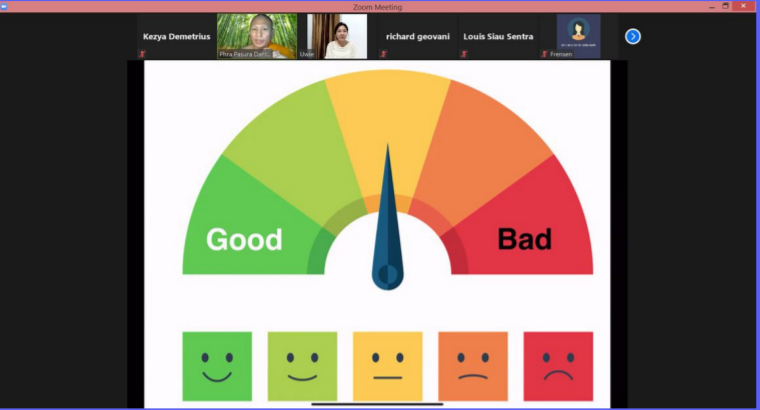 Zoom Meeting
Kezya Demetrius
Phra Pasura Dant...
Uwie
richard geovani
Louis Siau Sentra
Frensen
Good
Bad